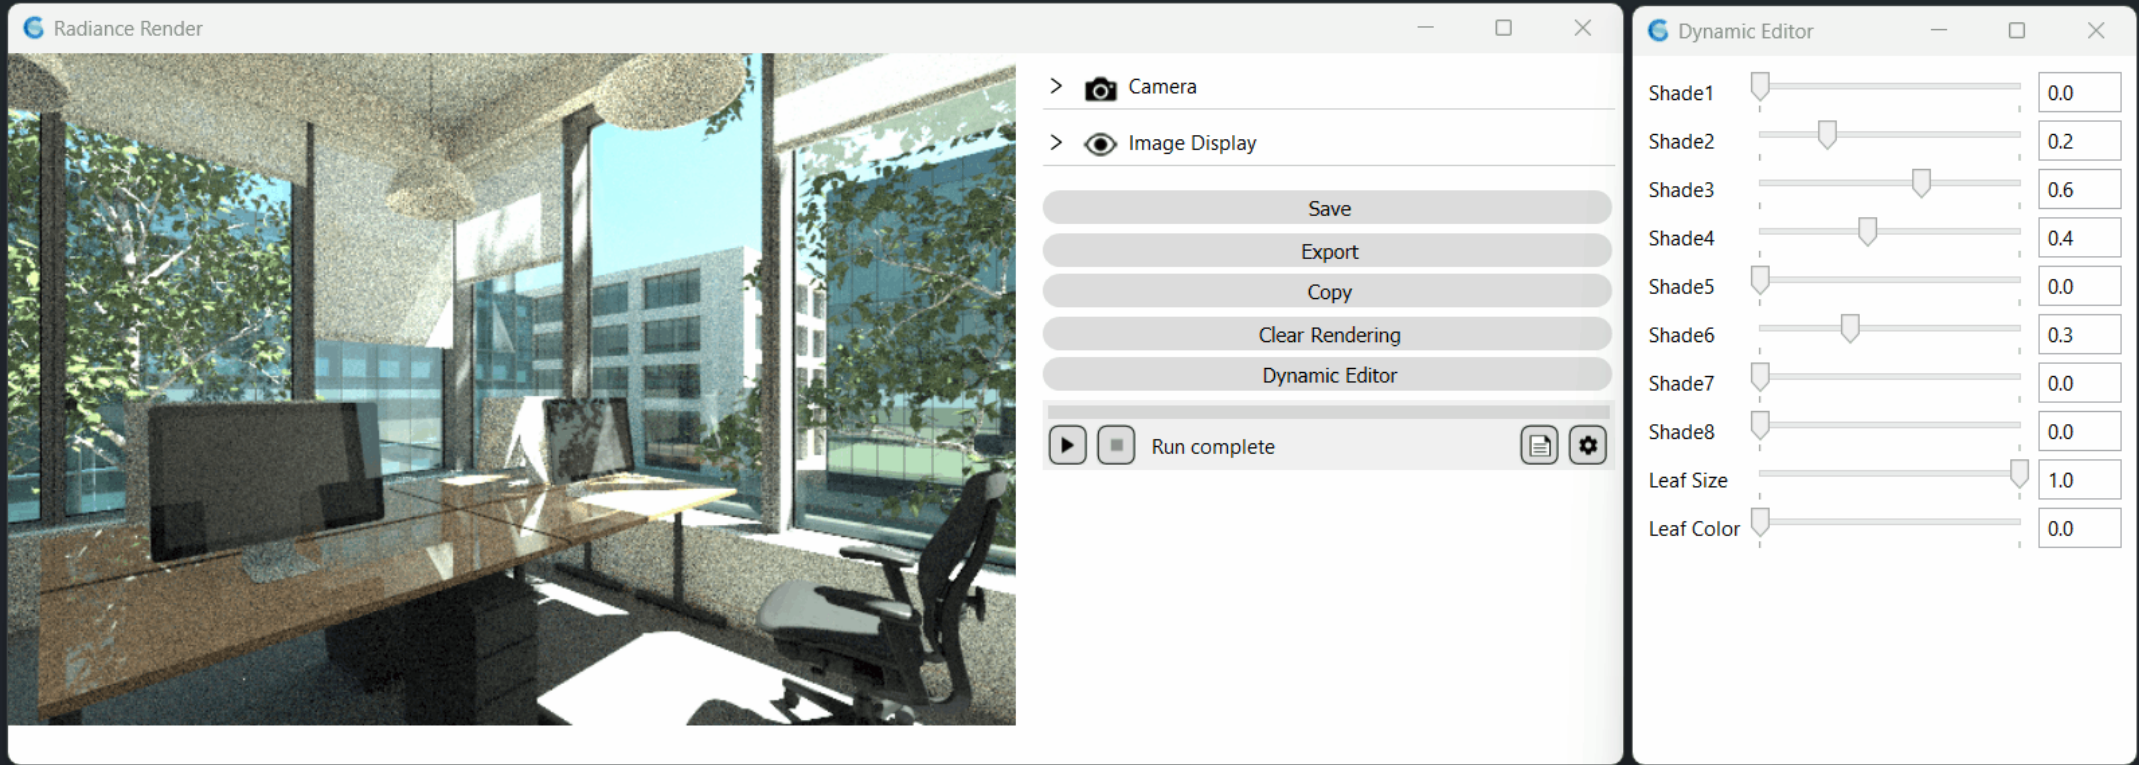 Radiance Render
Camera
Image Display
Save
Export
Copy
Clear Rendering
Dynamic Editor
Run complete
Dynamic Editor
Shade1 0.0
Shade2 0.2
Shade3 0.6
Shade4 0.4
Shade5 0.0
Shade6 0.3
Shade7 0.0
Shade8 0.0
Leaf Size 1.0
Leaf Color 0.0